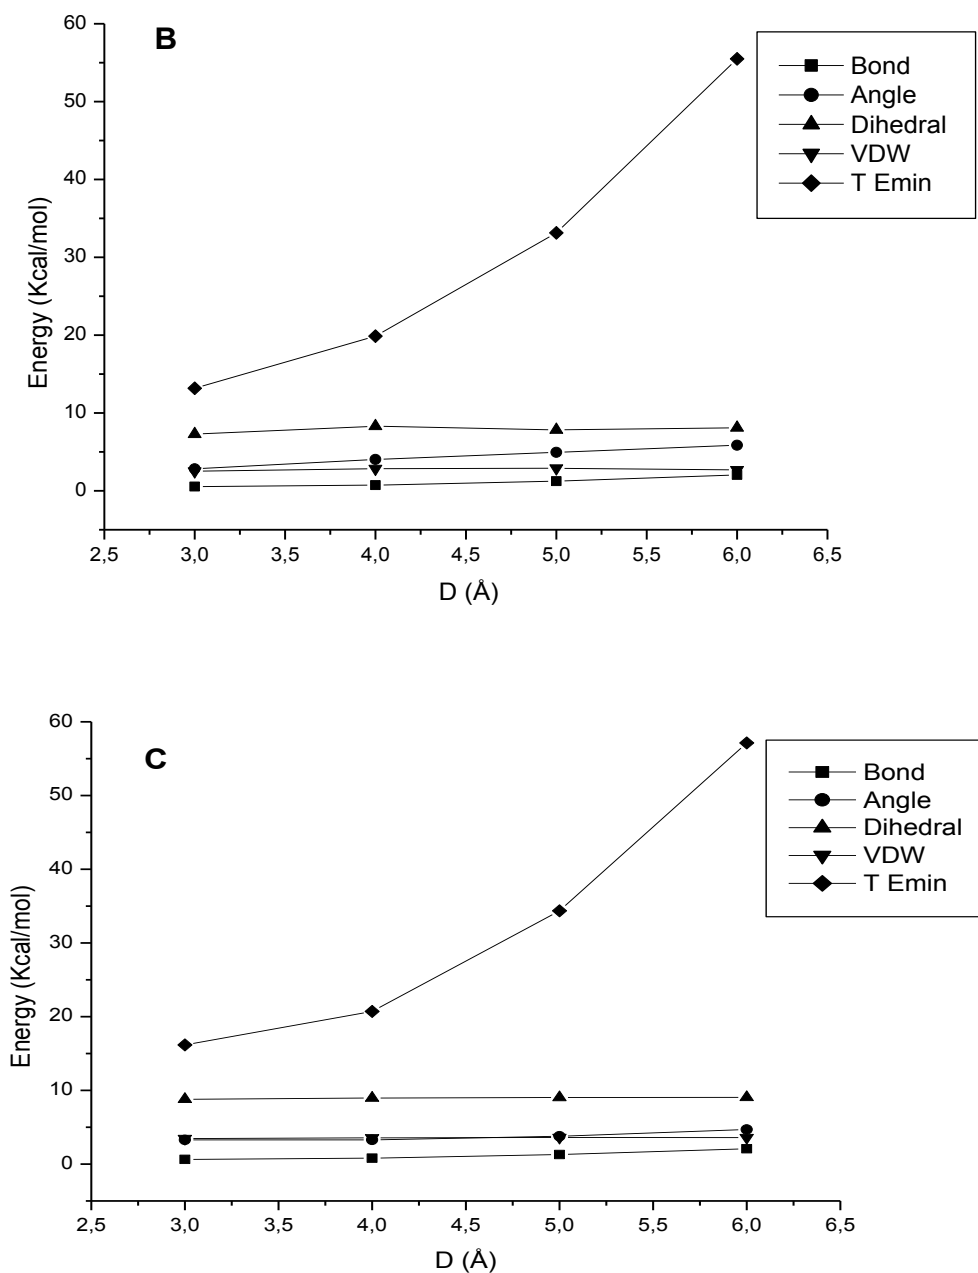 B
60
50
40
30
20
10
0
Energy (Kcal/mol)
2,5 3,0 3,5 4,0 4,5 5,0 5,5 6,0 6,5
D (Å)
Bond
Angle
Dihedral
VDW
T Emin
C
60
50
40
30
20
10
0
Energy (Kcal/mol)
2,5 3,0 3,5 4,0 4,5 5,0 5,5 6,0 6,5
D (Å)
Bond
Angle
Dihedral
VDW
T Emin